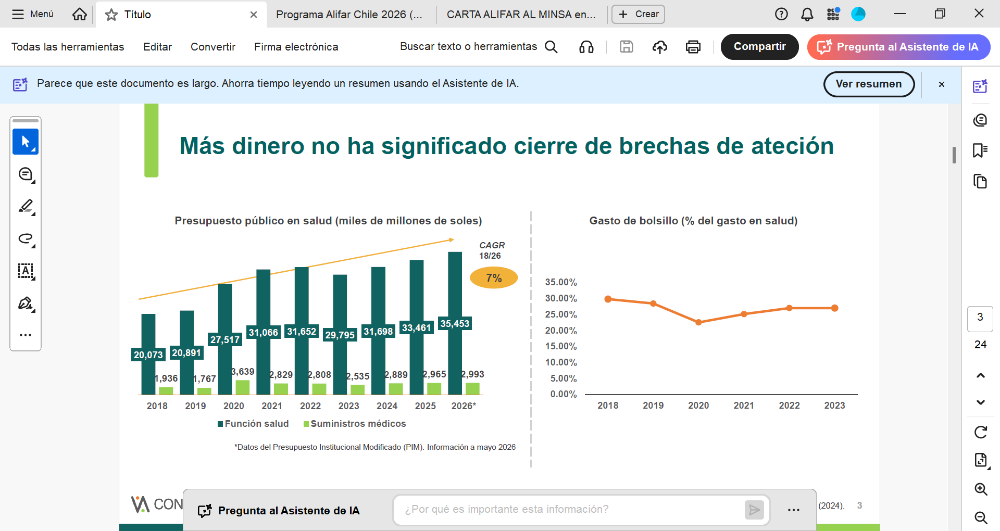 Menú
Título
Programa Alifar Chile 2026 (...
CARTA ALIFAR AL MINSA en...
Crear
Todas las herramientas
Editar
Convertir
Firma electrónica
Buscar texto o herramientas
Compartir
Pregunta al Asistente de IA
Parece que este documento es largo. Ahorra tiempo leyendo un resumen usando el Asistente de IA.
Ver resumen
Más dinero no ha significado cierre de brechas de ateción
Presupuesto público en salud (miles de millones de soles)
CAGR
18/26
7%
20,073
20,891
27,517
31,066
31,652
29,795
31,698
33,461
35,453
1,936
1,767
3,639
2,829
2,808
2,535
2,889
2,965
2,993
2018
2019
2020
2021
2022
2023
2024
2025
2026*
Función salud
Suministros médicos
*Datos del Presupuesto Institucional Modificado (PIM). Información a mayo 2026
Gasto de bolsillo (% del gasto en salud)
35.00%
30.00%
25.00%
20.00%
15.00%
10.00%
5.00%
0.00%
2018
2019
2020
2021
2022
2023
CON
Pregunta al Asistente de IA
¿Por qué es importante esta información?
(2024).
3
3
24